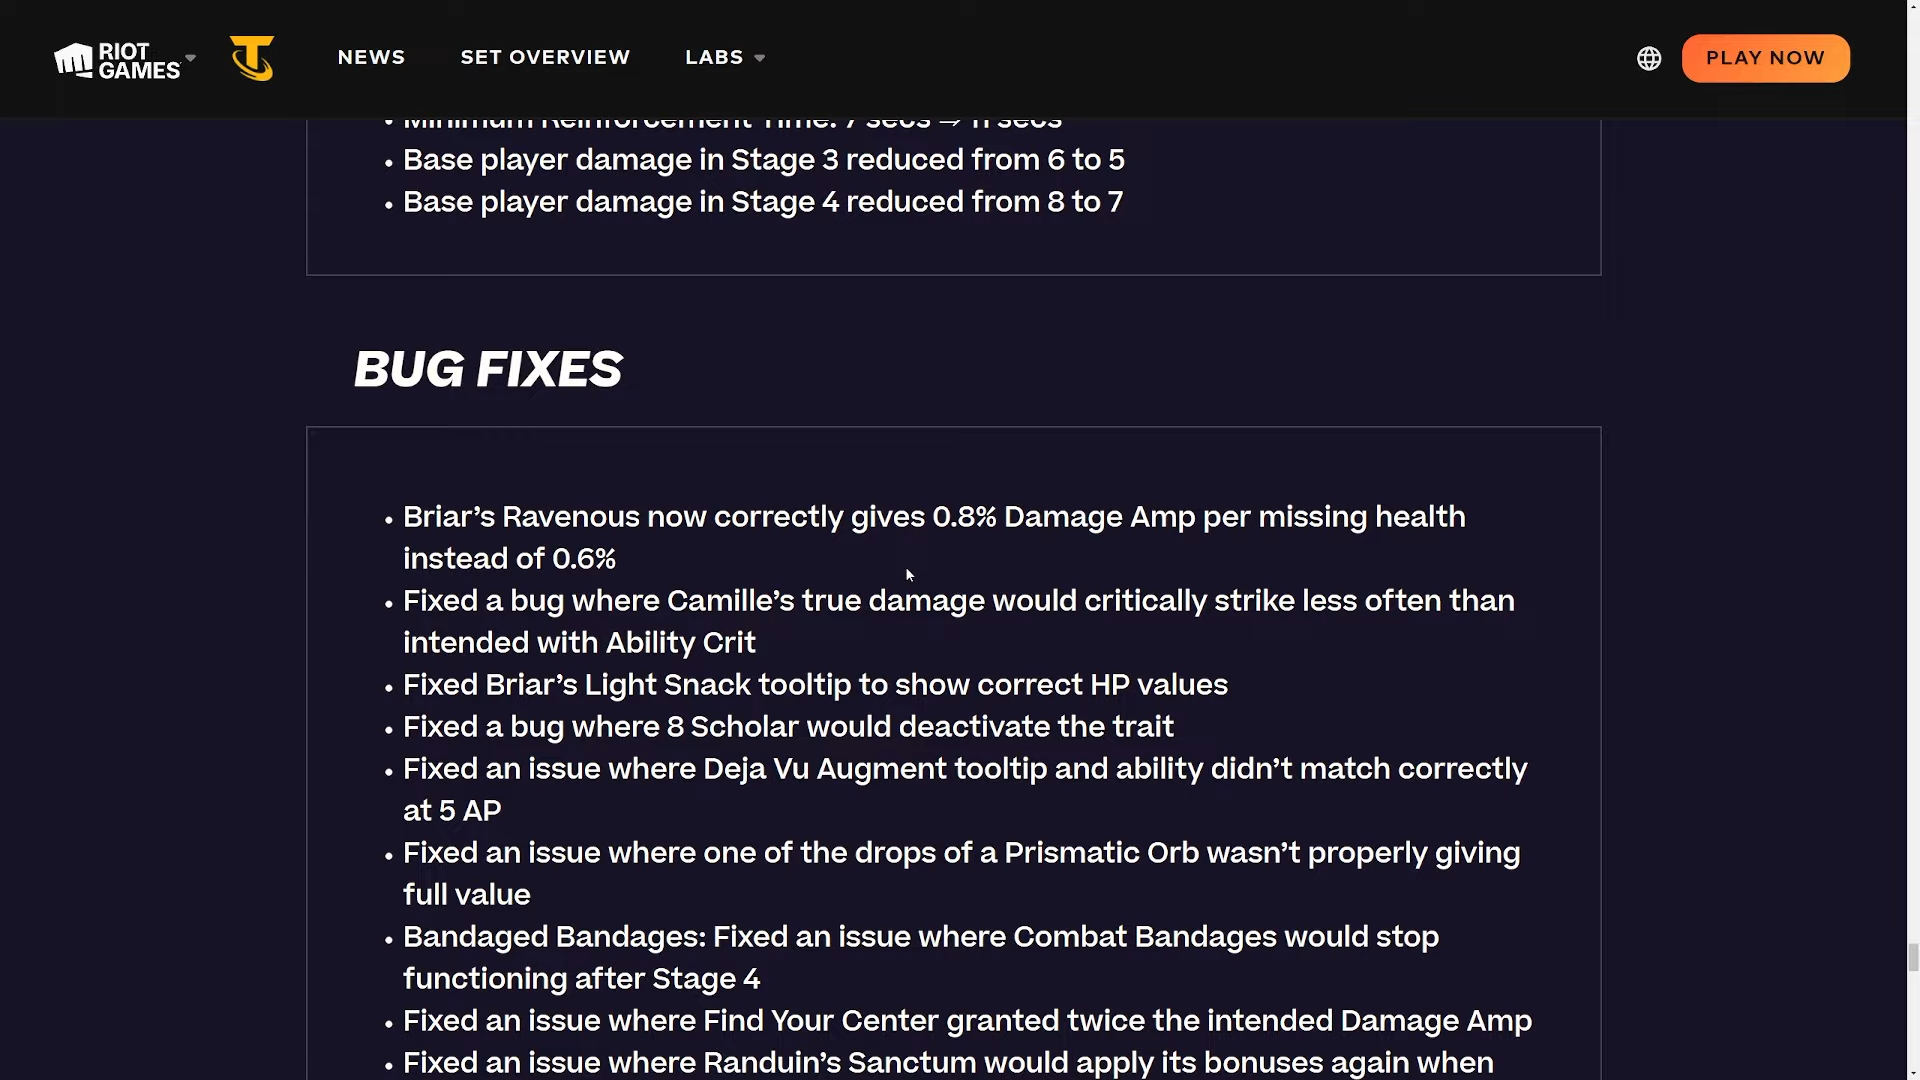 RIOT
GAMES
NEWS
SET OVERVIEW
LABS
PLAY NOW
• Minimum Reinforcement Time: 7 secs ⇒ 11 secs
• Base player damage in Stage 3 reduced from 6 to 5
• Base player damage in Stage 4 reduced from 8 to 7
BUG FIXES
• Briar’s Ravenous now correctly gives 0.8% Damage Amp per missing health
instead of 0.6%
• Fixed a bug where Camille’s true damage would critically strike less often than
intended with Ability Crit
• Fixed Briar’s Light Snack tooltip to show correct HP values
• Fixed a bug where 8 Scholar would deactivate the trait
• Fixed an issue where Deja Vu Augment tooltip and ability didn’t match correctly
at 5 AP
• Fixed an issue where one of the drops of a Prismatic Orb wasn’t properly giving
full value
• Bandaged Bandages: Fixed an issue where Combat Bandages would stop
functioning after Stage 4
• Fixed an issue where Find Your Center granted twice the intended Damage Amp
• Fixed an issue where Randuin’s Sanctum would apply its bonuses again when